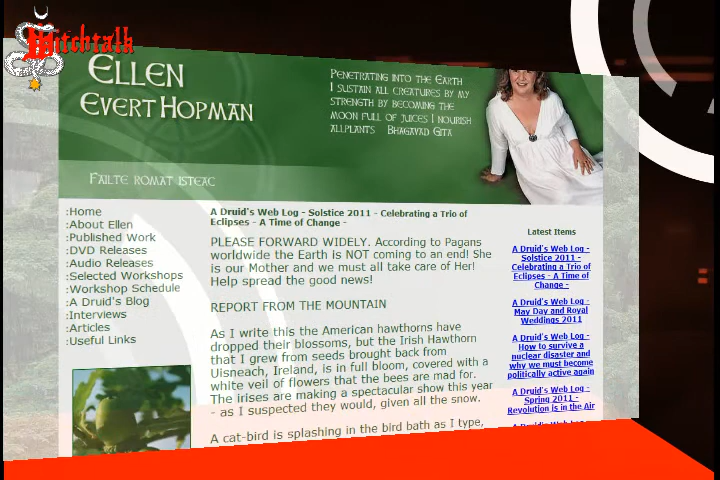 Witchtalk
ELLEN
EVERT HOPMAN
PENETRATING INTO THE EARTH
I SUSTAIN ALL CREATURES BY MY
STRENGTH BY BECOMING THE
MOON FULL OF JUICES I NOURISH
ALLPLANTS BHAGAVAD GITA
FAILTE ROMAT ISTEAC
:Home
:About Ellen
:Published Work
:DVD Releases
:Audio Releases
:Selected Workshops
:Workshop Schedule
:A Druid's Blog
:Interviews
:Articles
:Useful Links
A Druid's Web Log - Solstice 2011 - Celebrating a Trio of
Eclipses - A Time of Change -
PLEASE FORWARD WIDELY. According to Pagans
worldwide the Earth is NOT coming to an end! She
is our Mother and we must all take care of Her!
Help spread the good news!
REPORT FROM THE MOUNTAIN
As I write this the American hawthorns have
dropped their blossoms, but the Irish Hawthorn
that I grew from seeds brought back from
Uisneach, Ireland, is in full bloom, covered with a
white veil of flowers that the bees are mad for.
The irises are making a spectacular show this year
- as I suspected they would, given all the snow.
A cat-bird is splashing in the bird bath as I type,
Latest Items
A Druid's Web Log -
Solstice 2011 -
Celebrating a Trio of
Eclipses - A Time of
Change -
A Druid's Web Log -
May Day and Royal
Weddings 2011
A Druid's Web Log -
How to survive a
nuclear disaster and
why we must become
politically active again
A Druid's Web Log -
Spring 2011 -
Revolution is in the Air